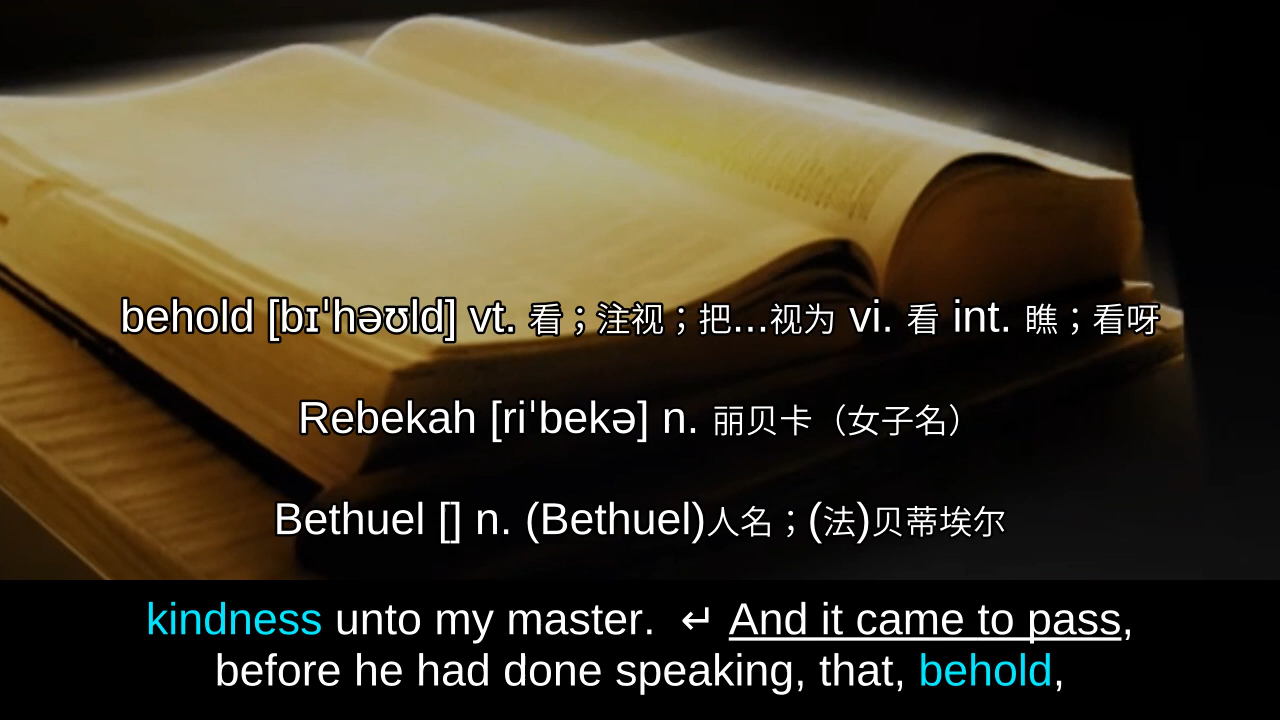 behold [bɪˈhəʊld] vt. 看；注视；把…视为 vi. 看 int. 瞧；看呀
Rebekah [riˈbekə] n. 丽贝卡（女子名）
Bethuel [] n. (Bethuel)人名；(法)贝蒂埃尔
kindness unto my master. ↵ And it came to pass,
before he had done speaking, that, behold,